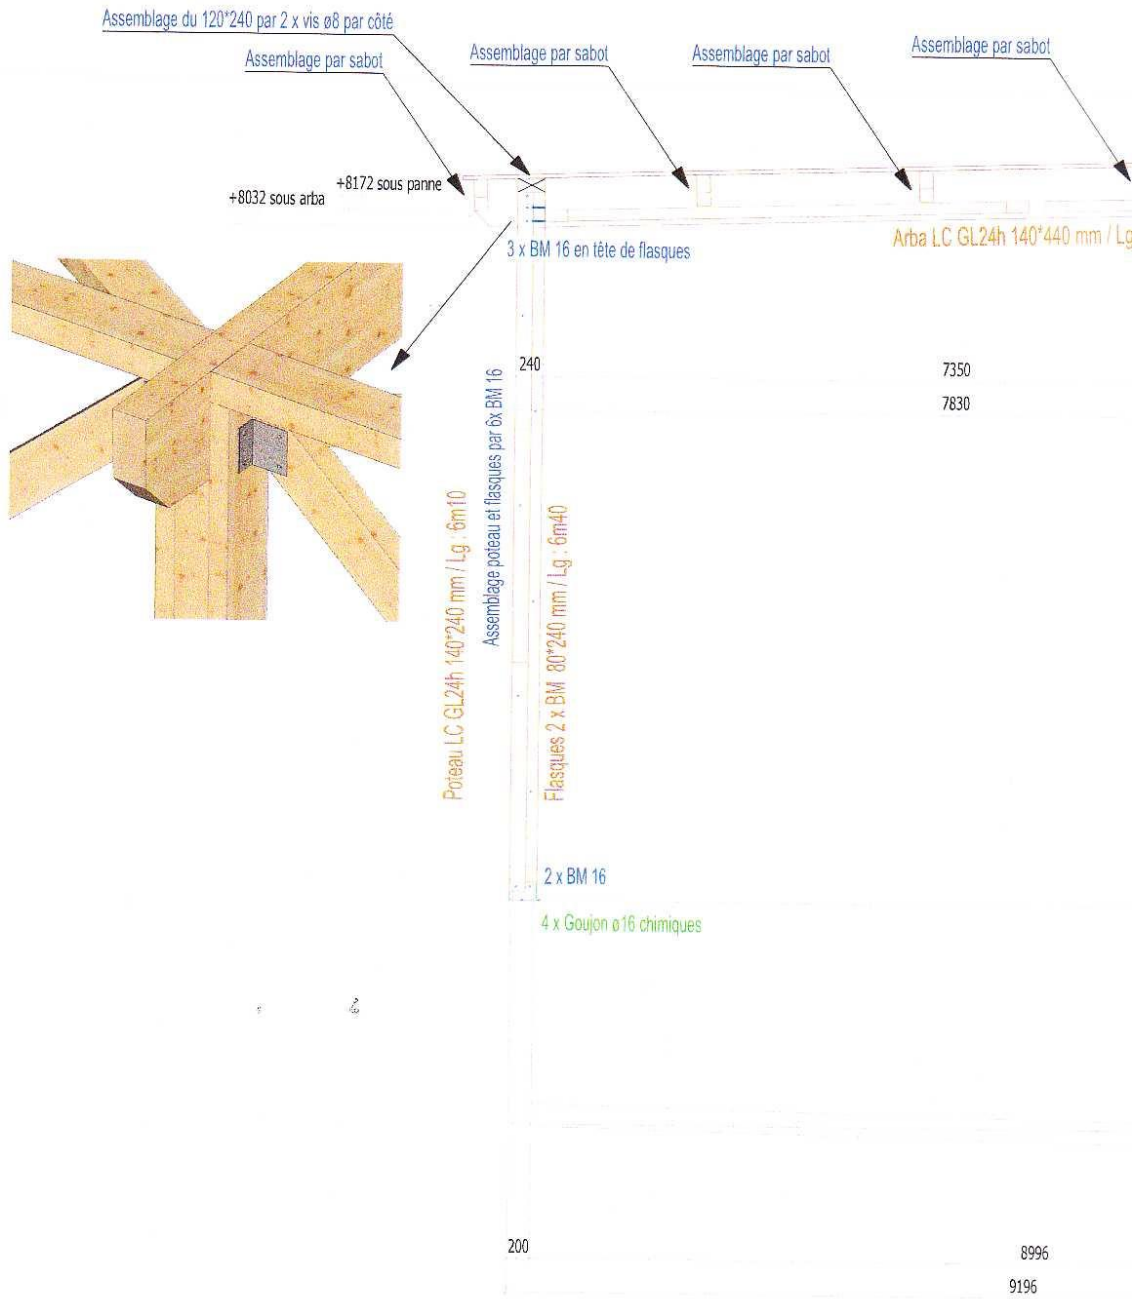 Assemblage du 120*240 par 2 x vis ø8 par côté
Assemblage par sabot
Assemblage par sabot
Assemblage par sabot
Assemblage par sabot
+8172 sous panne
+8032 sous arba
3 x BM 16 en tête de flasques
Arba LC GL24h 140*440 mm / Lg
240
7350
7830
Assemblage poteau et flasques par 6x BM 16
Poteau LC GL24h 140*240 mm / Lg : 6m10
Flasques 2 x BM 80*240 mm / Lg : 6m40
2 x BM 16
4 x Goujon ø16 chimiques
200
8996
9196